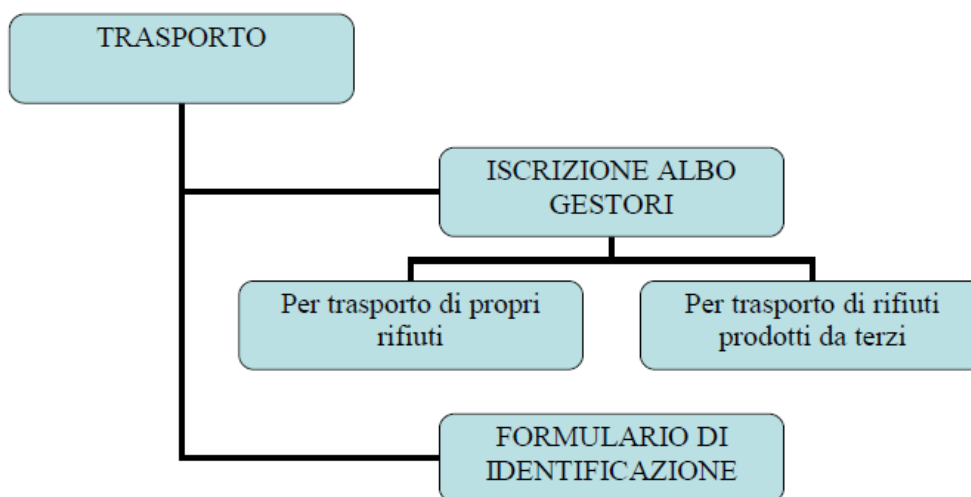 TRASPORTO
ISCRIZIONE ALBO
GESTORI
Per trasporto di propri
rifiuti
Per trasporto di rifiuti
prodotti da terzi
FORMULARIO DI
IDENTIFICAZIONE